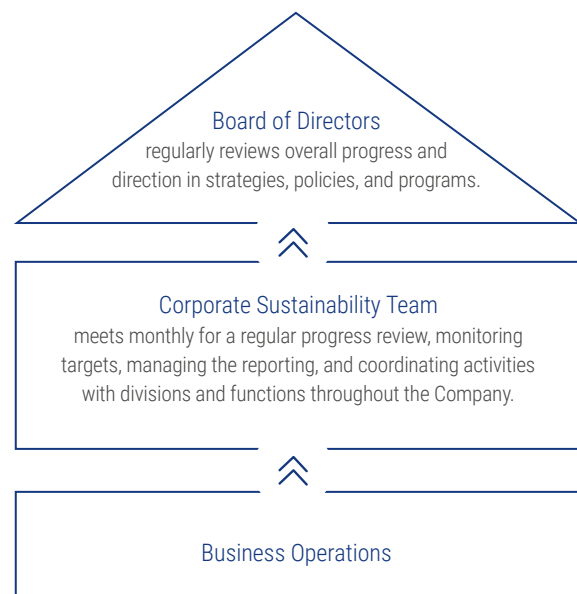 Board of Directors
regularly reviews overall progress and
direction in strategies, policies, and programs.
Corporate Sustainability Team
meets monthly for a regular progress review, monitoring
targets, managing the reporting, and coordinating activities
with divisions and functions throughout the Company.
Business Operations